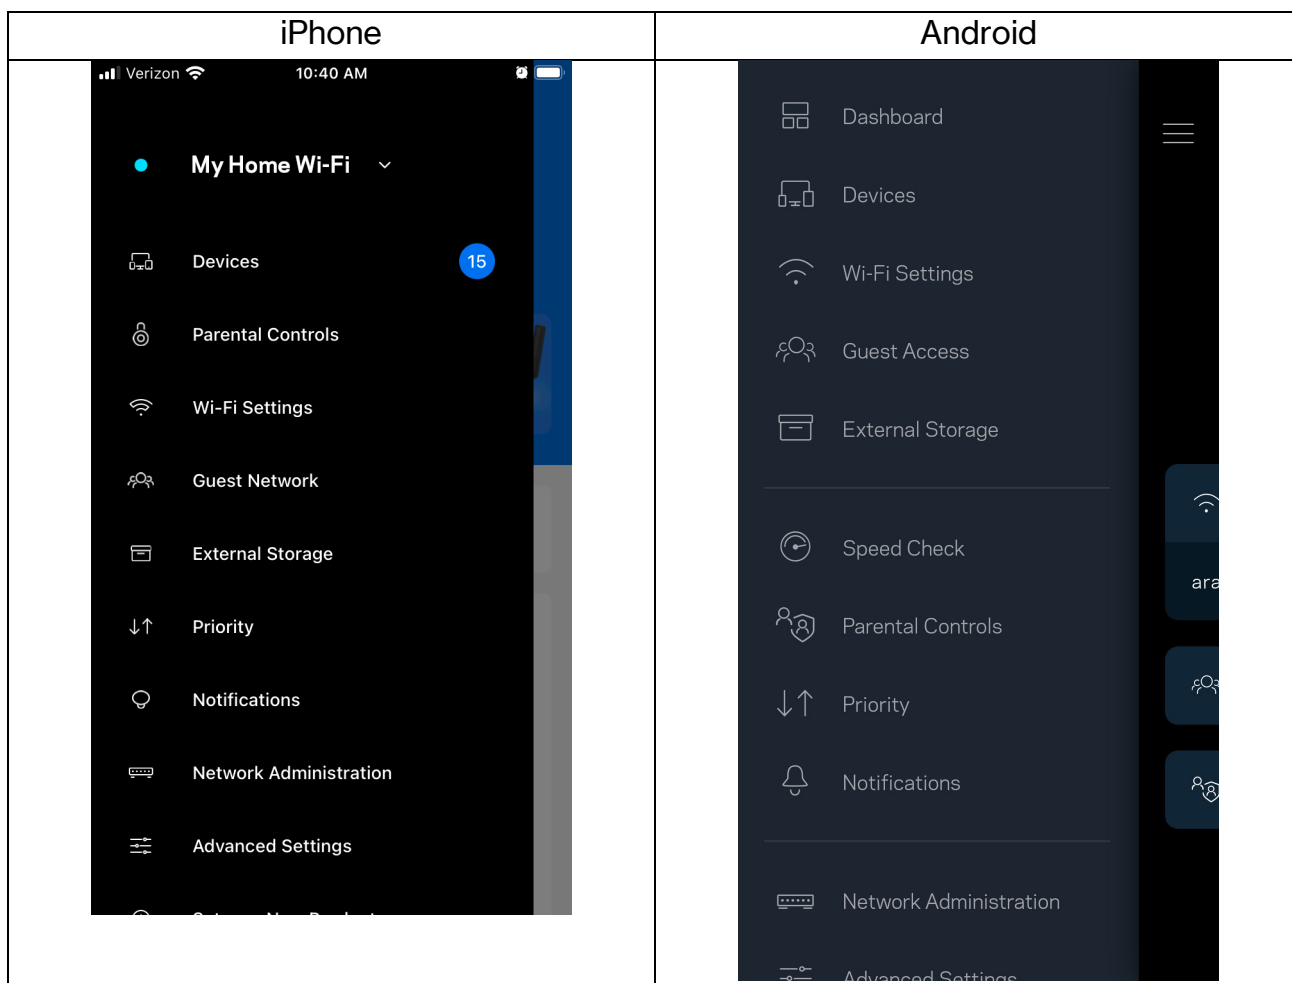 iPhone
Android
Verizon
10:40 AM
My Home Wi-Fi
Devices
15
Parental Controls
Wi-Fi Settings
Guest Network
External Storage
Priority
Notifications
Network Administration
Advanced Settings
Dashboard
Devices
Wi-Fi Settings
Guest Access
External Storage
Speed Check
Parental Controls
Priority
Notifications
Network Administration
Advanced Settings
ara